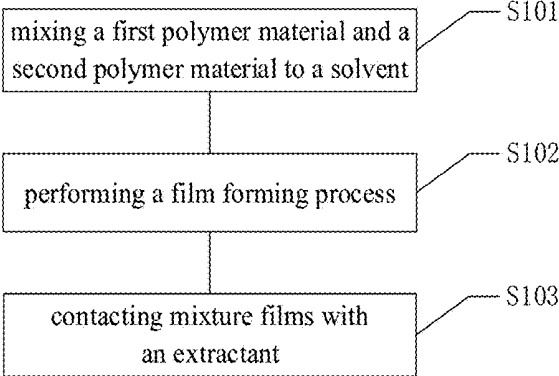 mixing a first polymer material and a
second polymer material to a solvent
S101
performing a film forming process
S102
contacting mixture films with
an extractant
S103